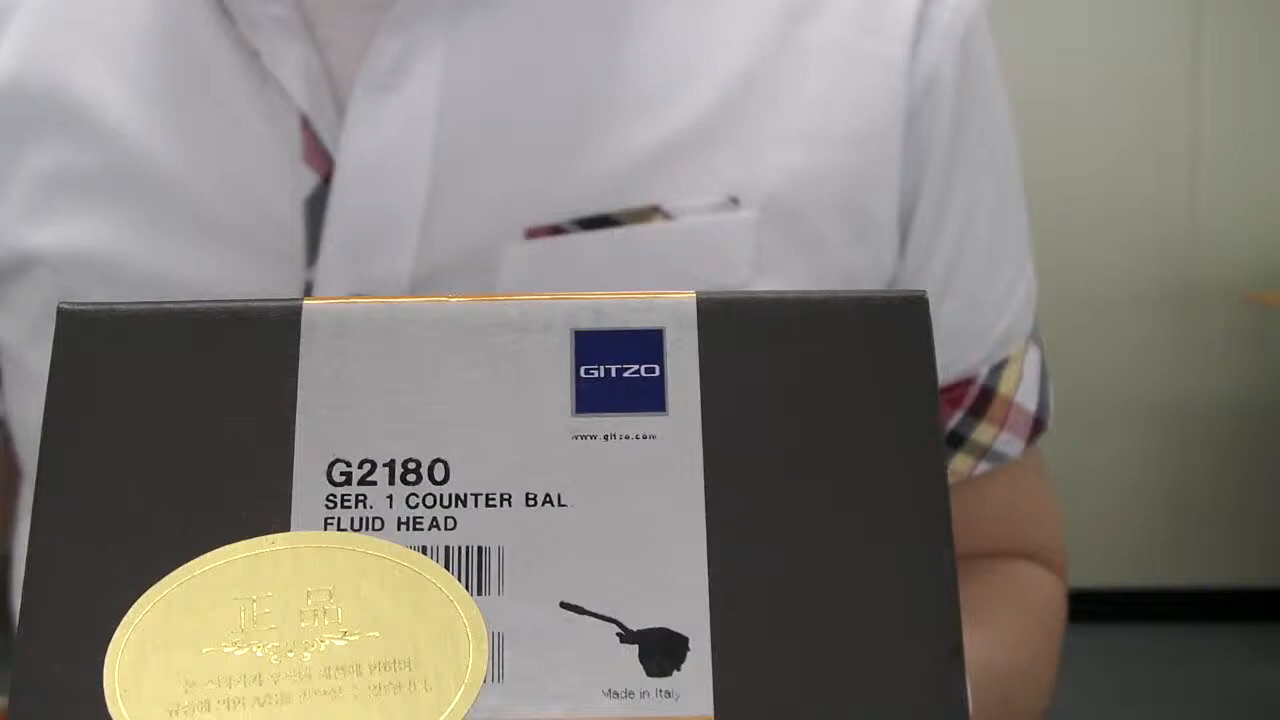 GITZO
www.gitzo.com
G2180
SER. 1 COUNTER BAL.
FLUID HEAD
正品
Made in Italy